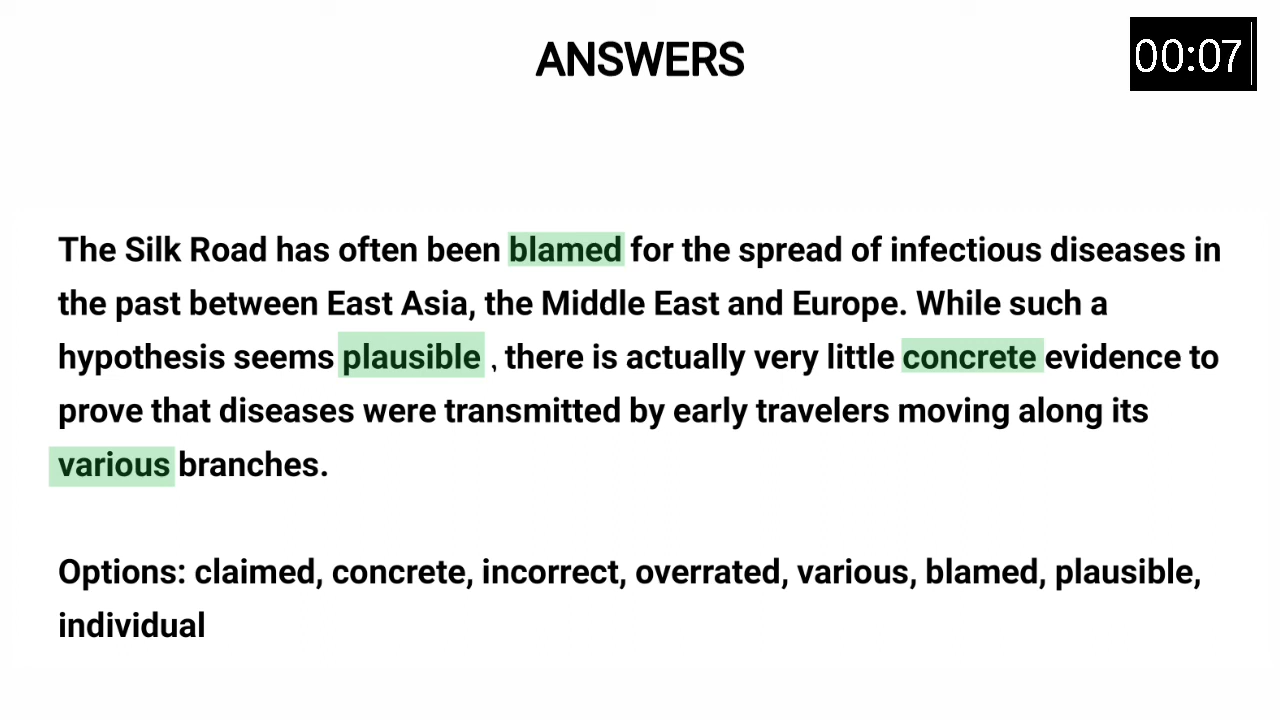 ANSWERS
00:07
The Silk Road has often been blamed for the spread of infectious diseases in
the past between East Asia, the Middle East and Europe. While such a
hypothesis seems plausible , there is actually very little concrete evidence to
prove that diseases were transmitted by early travelers moving along its
various branches.
Options: claimed, concrete, incorrect, overrated, various, blamed, plausible,
individual